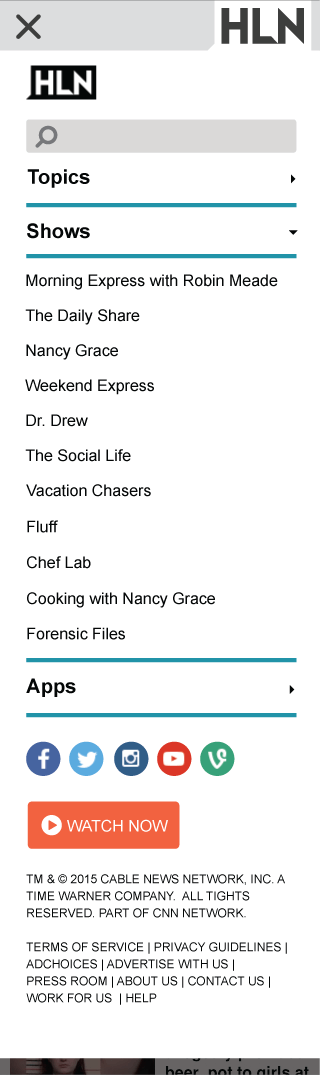 HLN
HLN
Topics
Shows
Morning Express with Robin Meade
The Daily Share
Nancy Grace
Weekend Express
Dr. Drew
The Social Life
Vacation Chasers
Fluff
Chef Lab
Cooking with Nancy Grace
Forensic Files
Apps
WATCH NOW
TM & © 2015 CABLE NEWS NETWORK, INC. A
TIME WARNER COMPANY. ALL TIGHTS
RESERVED. PART OF CNN NETWORK.
TERMS OF SERVICE | PRIVACY GUIDELINES |
ADCHOICES | ADVERTISE WITH US |
PRESS ROOM | ABOUT US | CONTACT US |
WORK FOR US | HELP
beer, not to girls at